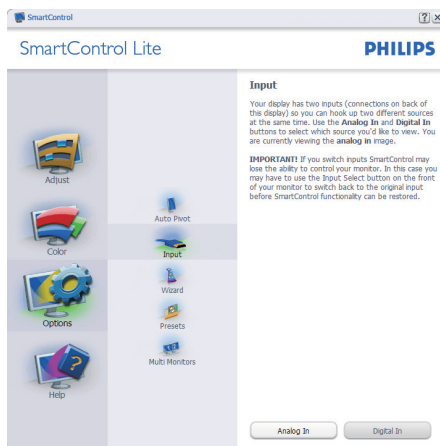 SmartControl
SmartControl Lite
PHILIPS
Adjust
Color
Options
Help
Auto Pivot
Input
Wizard
Presets
Multi Monitors
Input
Your display has two inputs (connections on back of
this display) so you can hook up two different sources
at the same time. Use the Analog In and Digital In
buttons to select which source you'd like to view. You
are currently viewing the analog in image.
IMPORTANT! If you switch inputs SmartControl may
lose the ability to control your monitor. In this case you
may have to use the Input Select button on the front
of your monitor to switch back to the original input
before SmartControl functionality can be restored.
Analog In
Digital In